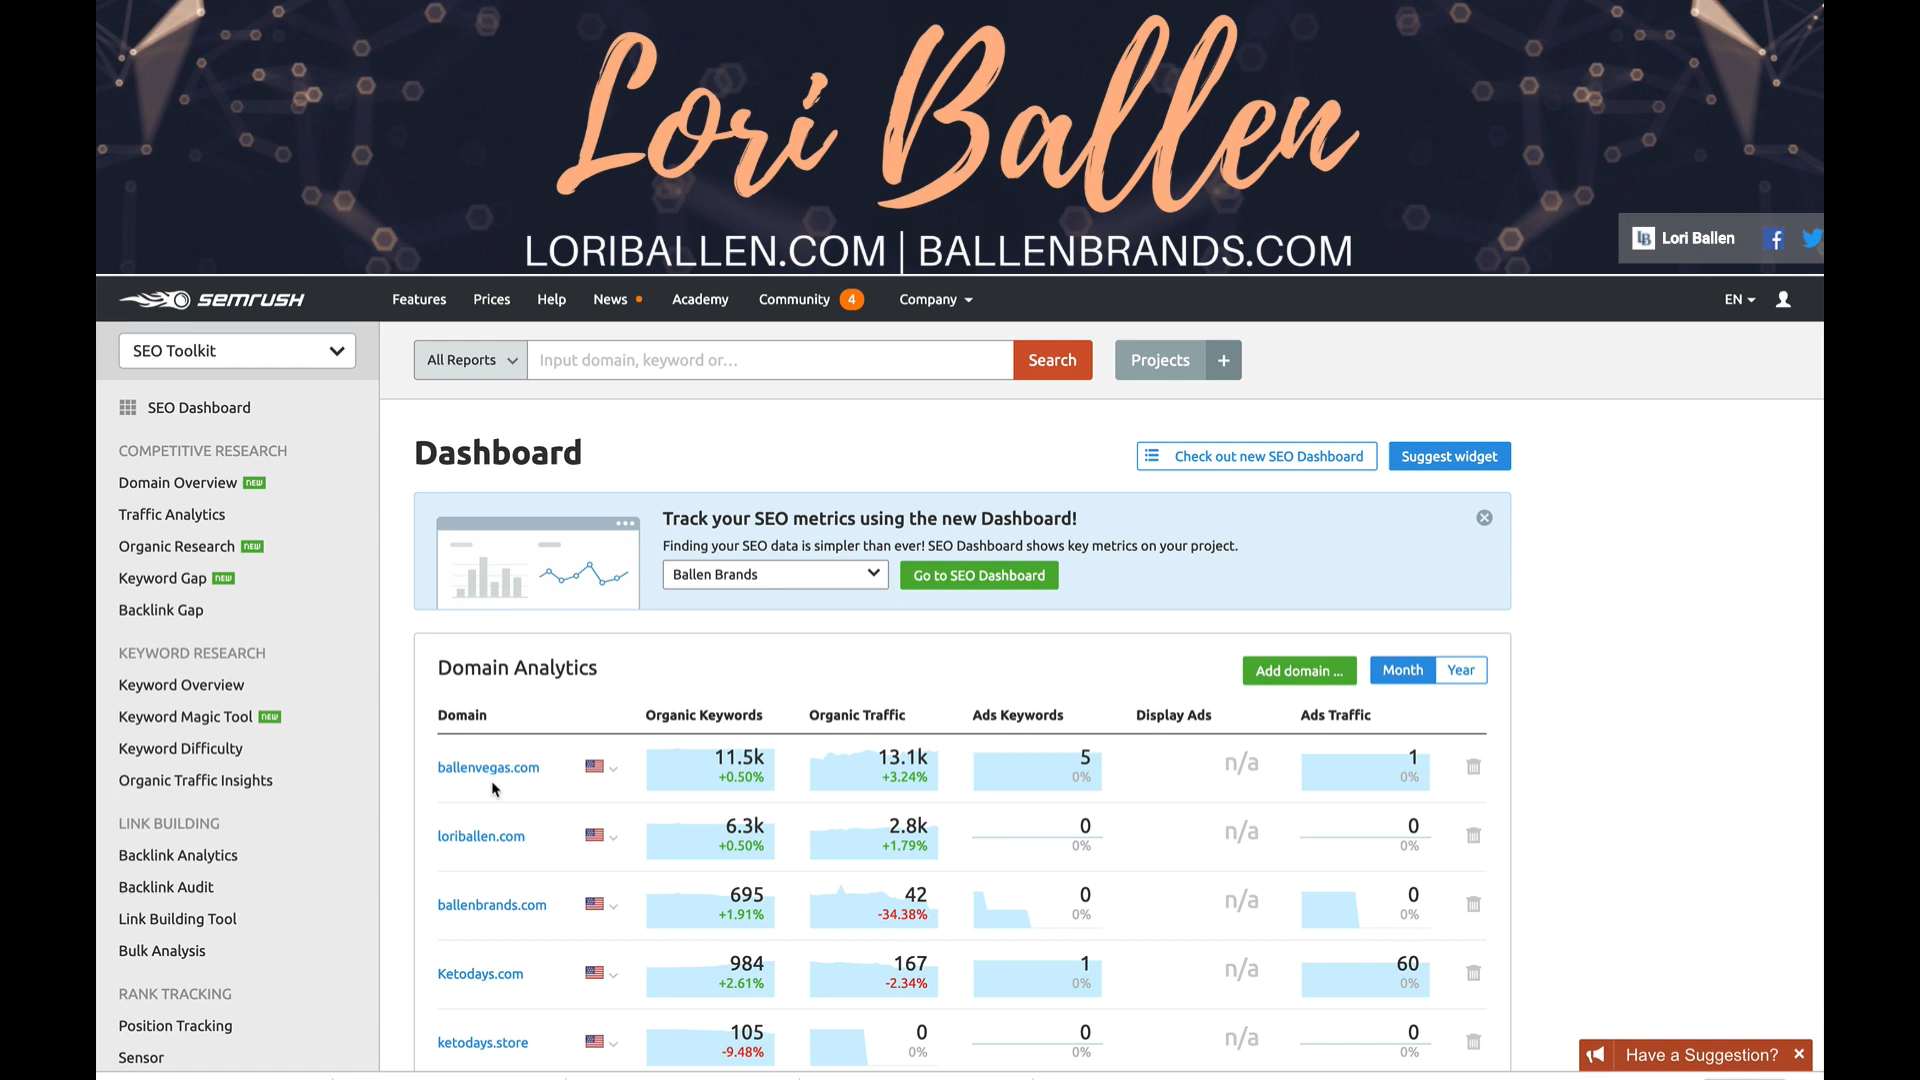 Lori Ballen
LORIBALLEN.COM | BALLENBRANDS.COM
Lori Ballen
semrush
Features Prices Help News Academy Community 4 Company
EN
SEO Toolkit
All Reports Input domain, keyword or... Search Projects +
SEO Dashboard
COMPETITIVE RESEARCH
Domain Overview new
Traffic Analytics
Organic Research new
Keyword Gap new
Backlink Gap
KEYWORD RESEARCH
Keyword Overview
Keyword Magic Tool new
Keyword Difficulty
Organic Traffic Insights
LINK BUILDING
Backlink Analytics
Backlink Audit
Link Building Tool
Bulk Analysis
RANK TRACKING
Position Tracking
Sensor
Dashboard
Check out new SEO Dashboard Suggest widget
Track your SEO metrics using the new Dashboard!
Finding your SEO data is simpler than ever! SEO Dashboard shows key metrics on your project.
Ballen Brands Go to SEO Dashboard
Domain Analytics Add domain ... Month Year
Domain Organic Keywords Organic Traffic Ads Keywords Display Ads Ads Traffic
ballenvegas.com 11.5k 13.1k 5 n/a 1
+0.50% +3.24% 0% 0%
loriballen.com 6.3k 2.8k 0 n/a 0
+0.50% +1.79% 0% 0%
ballenbrands.com 695 42 0 n/a 0
+1.91% -34.38% 0% 0%
Ketodays.com 984 167 1 n/a 60
+2.61% -2.34% 0% 0%
ketodays.store 105 0 0 n/a 0
-9.48% 0% 0% 0%
Have a Suggestion? ×